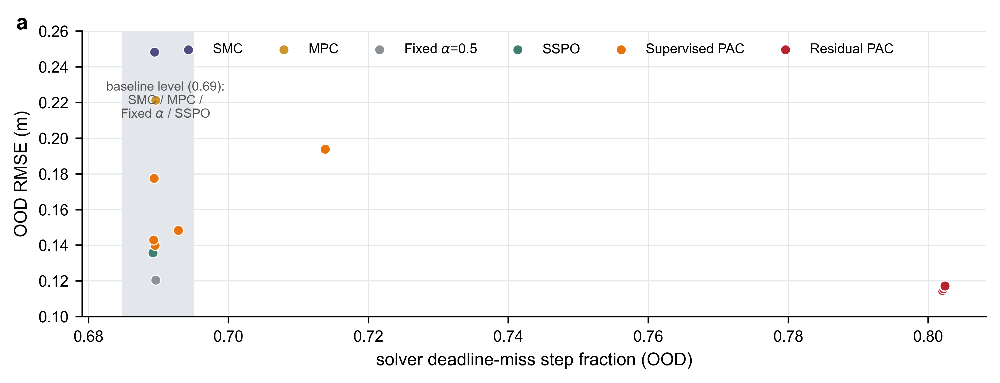 a
0.26
0.24
0.22
0.20
0.18
0.16
0.14
0.12
0.10
OOD RMSE (m)
SMC
MPC
Fixed α=0.5
SSPO
Supervised PAC
Residual PAC
baseline level (0.69):
SMC / MPC /
Fixed α / SSPO
0.68
0.70
0.72
0.74
0.76
0.78
0.80
solver deadline-miss step fraction (OOD)